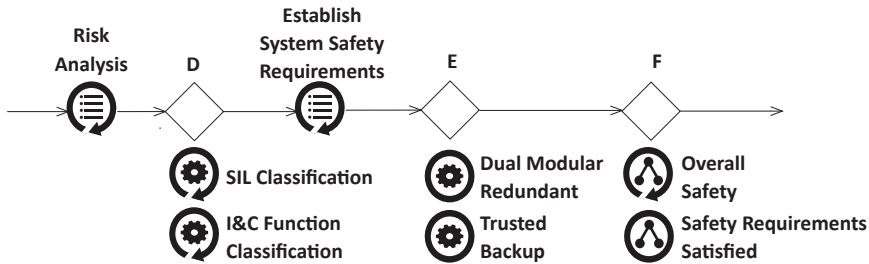 Risk
Analysis
D
Establish
System Safety
Requirements
E
F
SIL Classification
I&C Function
Classification
Dual Modular
Redundant
Trusted
Backup
Overall
Safety
Safety Requirements
Satisfied